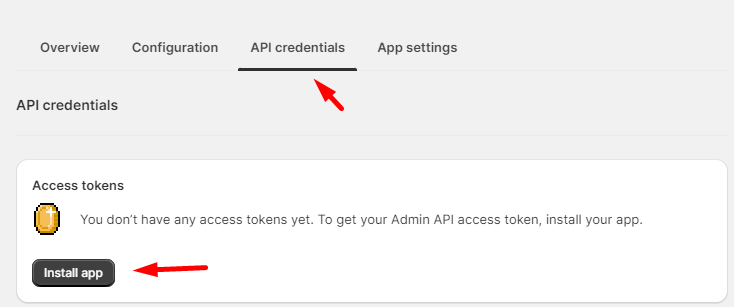 Overview Configuration API credentials App settings
API credentials
Access tokens
You don’t have any access tokens yet. To get your Admin API access token, install your app.
Install app